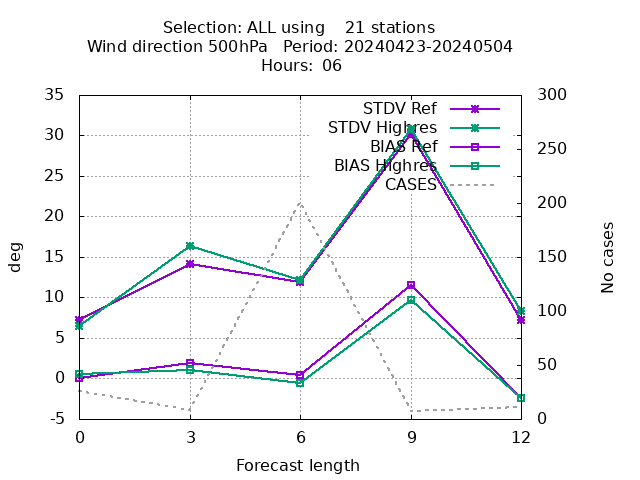 Selection: ALL using 21 stations
Wind direction 500hPa Period: 20240423-20240504
Hours: 06
35
30
25
20
15
10
5
0
-5
deg
300
250
200
150
100
50
0
No cases
STDV Ref
STDV Highres
BIAS Ref
BIAS Highres
CASES
0 3 6 9 12
Forecast length